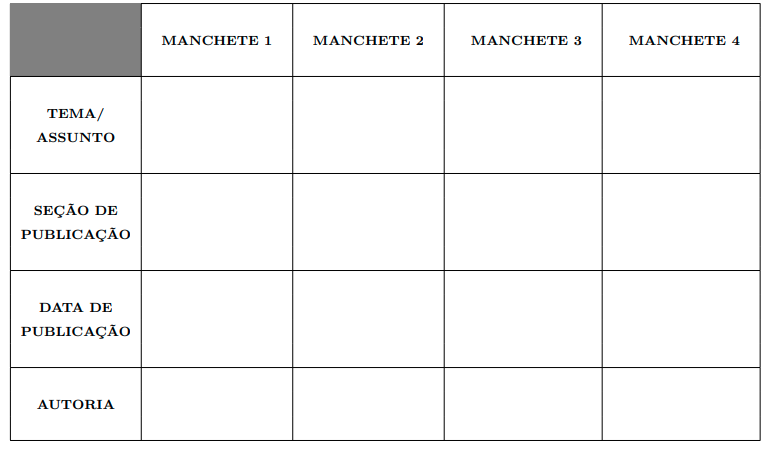 MANCHETE 1 MANCHETE 2 MANCHETE 3 MANCHETE 4
TEMA/
ASSUNTO
SEÇÃO DE
PUBLICAÇÃO
DATA DE
PUBLICAÇÃO
AUTORIA